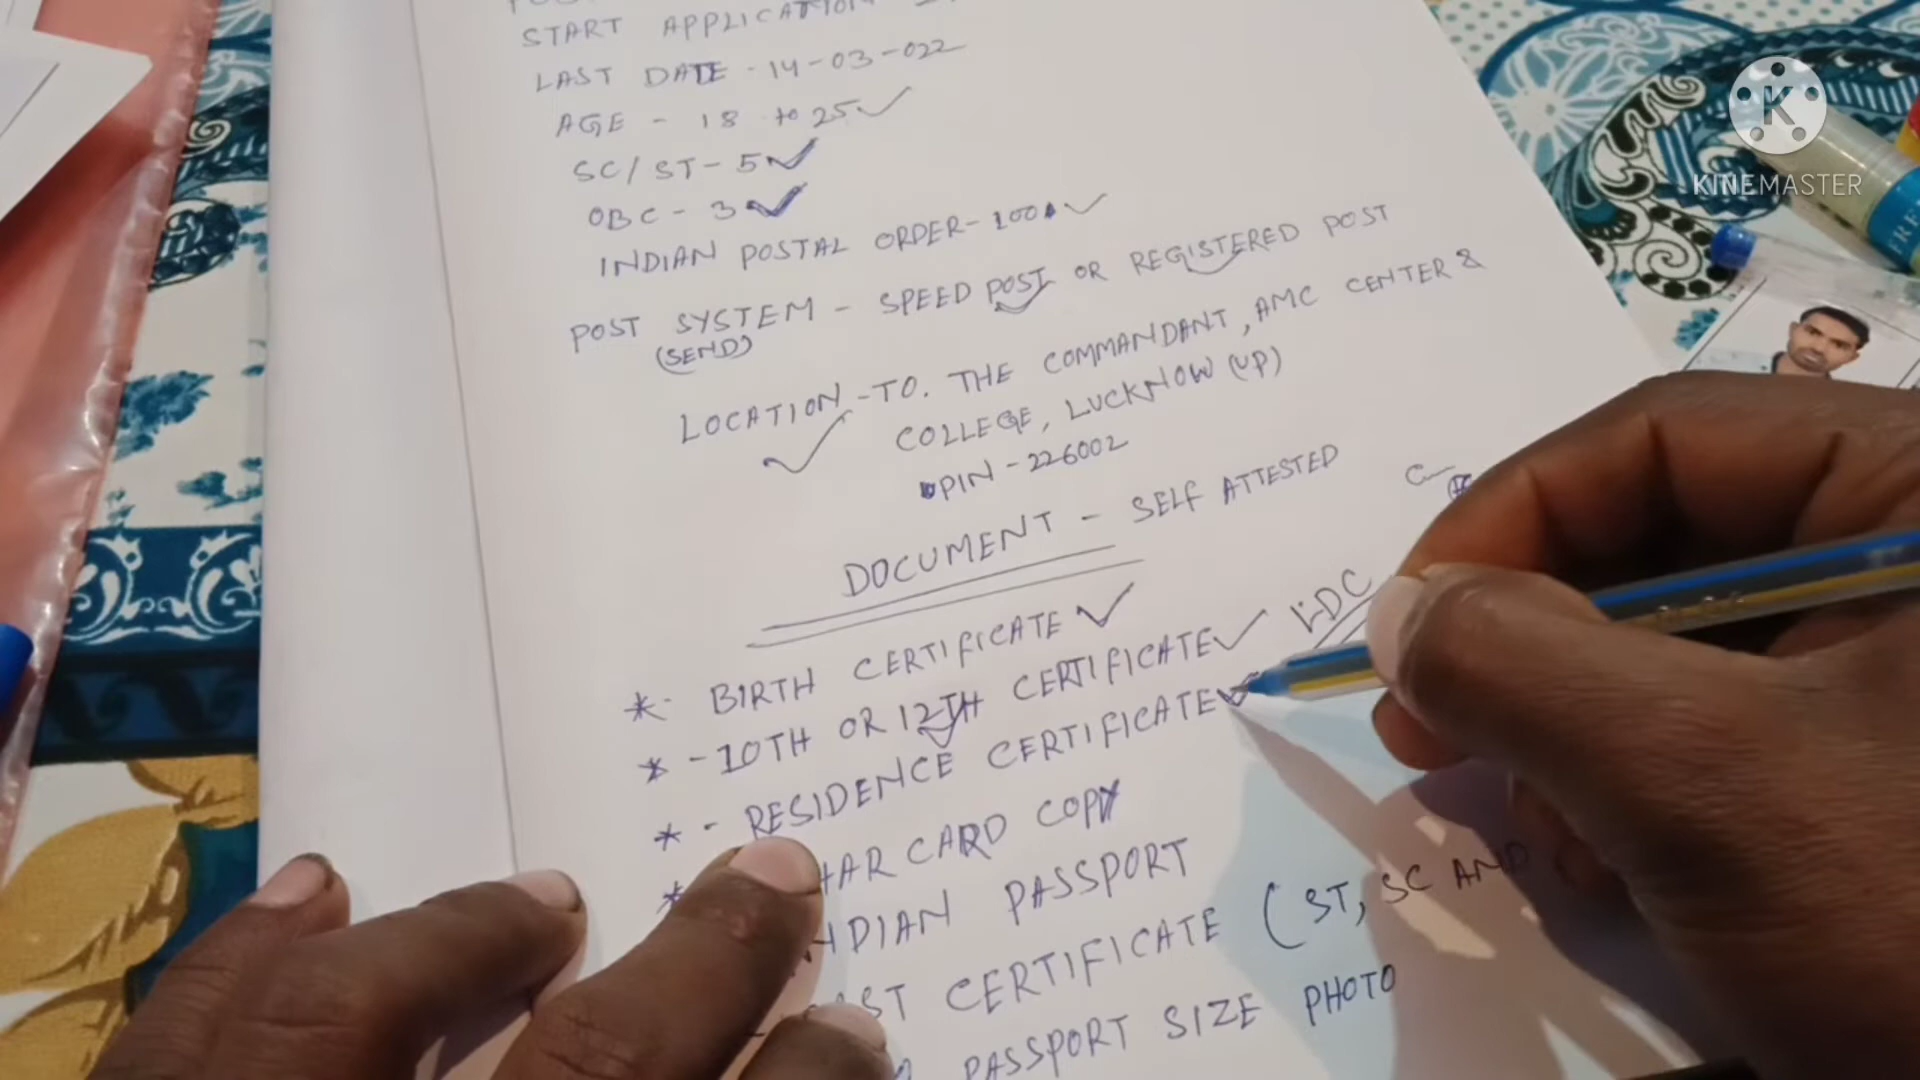 START APPLICATION
LAST DATE - 14-03-022
AGE - 18 to 25
SC/ ST - 5
OBC - 3
INDIAN POSTAL ORDER - 100
POST SYSTEM - SPEED POST OR REGISTERED POST
(SEND)
LOCATION - TO. THE COMMANDANT, AMC CENTER &
COLLEGE, LUCKNOW (UP)
PIN - 226002
DOCUMENT - SELF ATTESTED
* - BIRTH CERTIFICATE
* - 10TH OR 12TH CERTIFICATE LDC
* - RESIDENCE CERTIFICATE
* HAR CARD COPY
NDIAN PASSPORT
ST CERTIFICATE (ST, SC AND
PASSPORT SIZE PHOTO
KINEMASTER